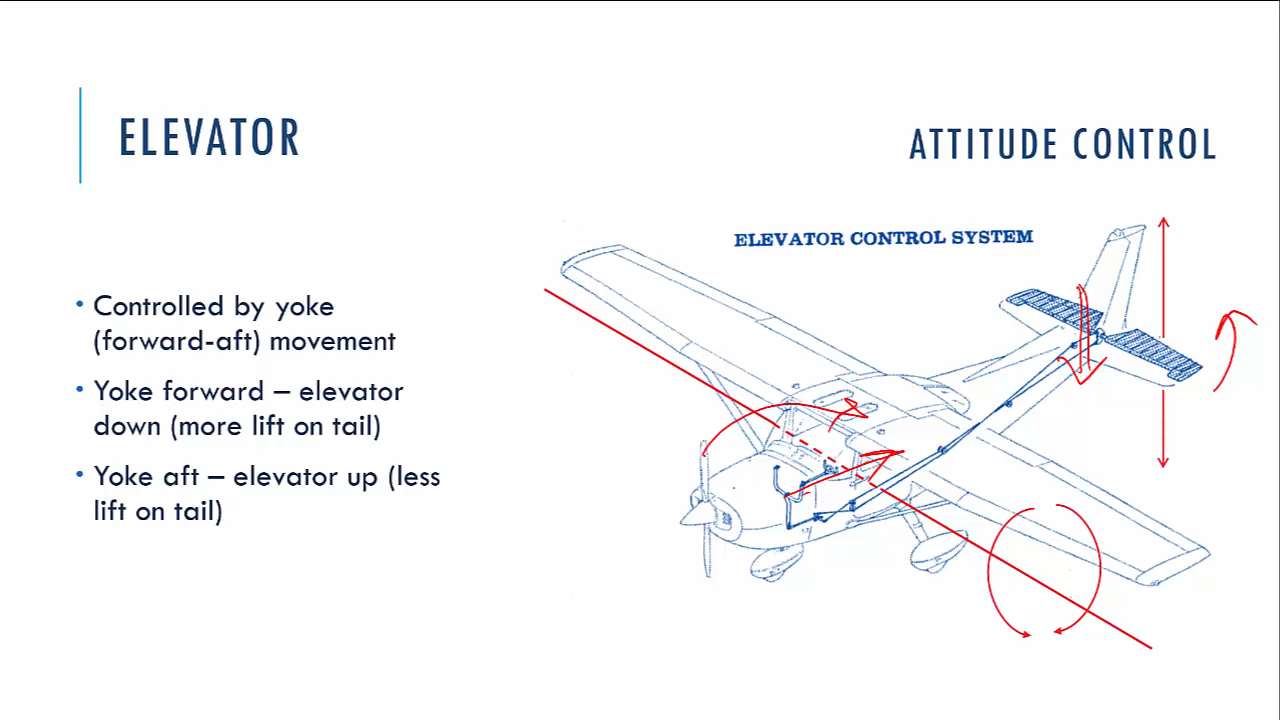 ELEVATOR
ATTITUDE CONTROL
ELEVATOR CONTROL SYSTEM
• Controlled by yoke
(forward-aft) movement
• Yoke forward – elevator
down (more lift on tail)
• Yoke aft – elevator up (less
lift on tail)